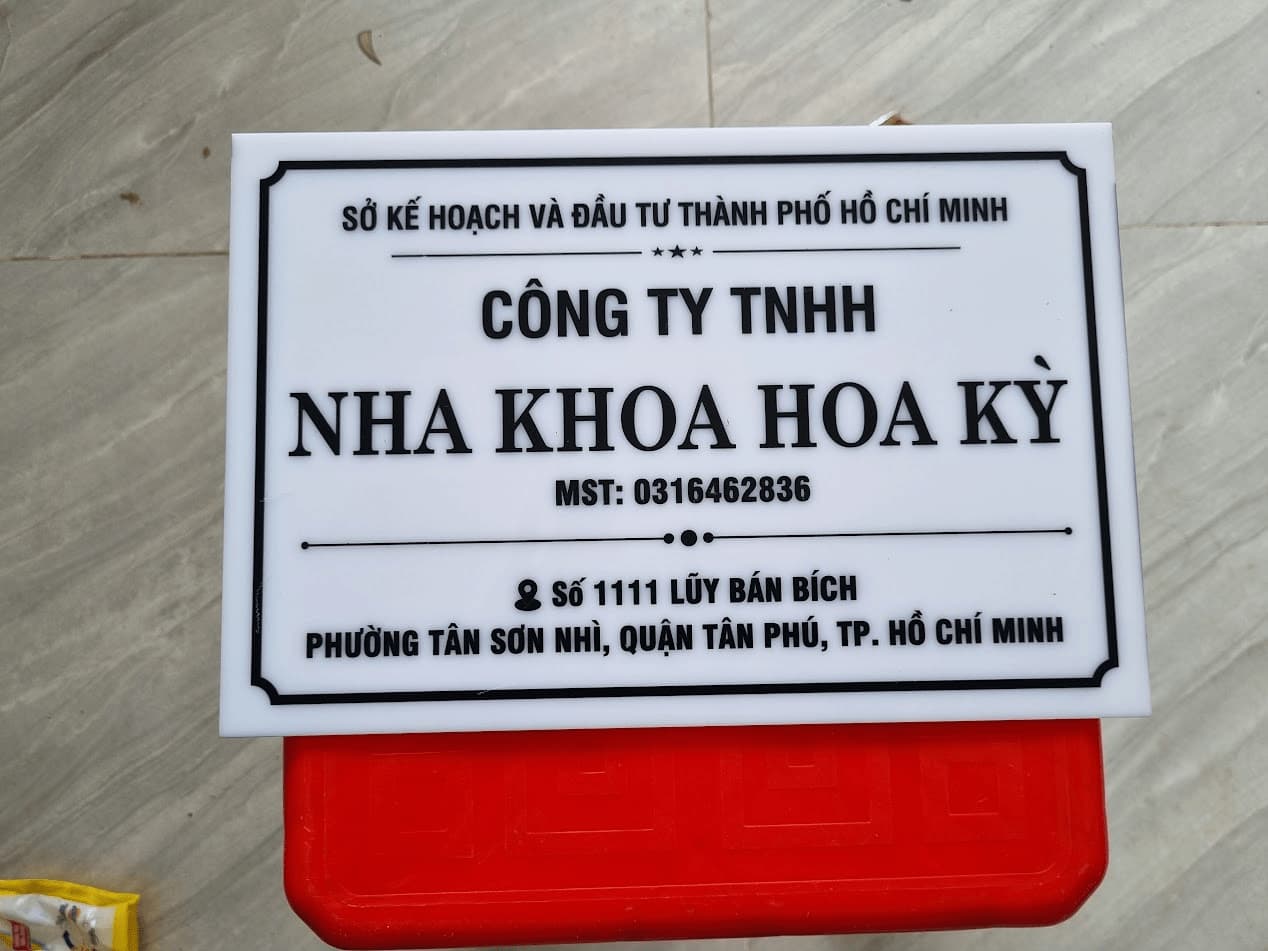 SỞ KẾ HOẠCH VÀ ĐẦU TƯ THÀNH PHỐ HỒ CHÍ MINH
CÔNG TY TNHH
NHA KHOA HOA KỲ
MST: 0316462836
Số 1111 LŨY BÁN BÍCH
PHƯỜNG TÂN SƠN NHÌ, QUẬN TÂN PHÚ, TP. HỒ CHÍ MINH